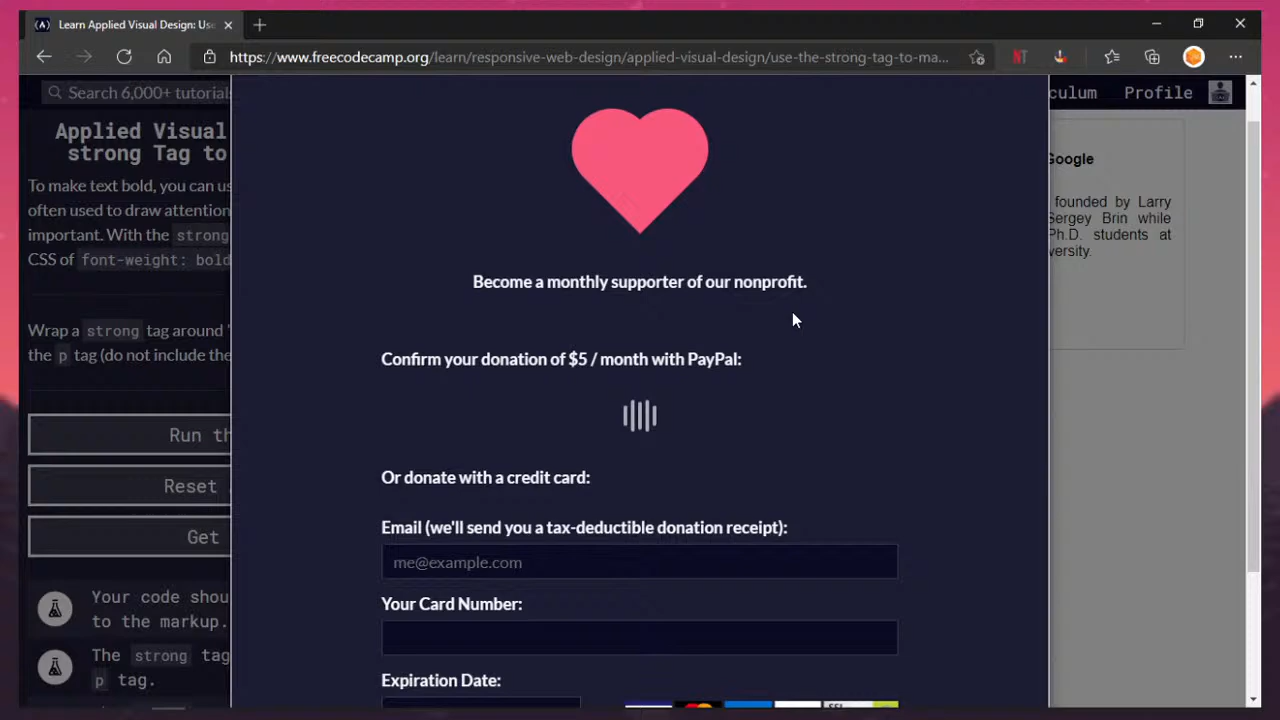 Learn Applied Visual Design: Use
https://www.freecodecamp.org/learn/responsive-web-design/applied-visual-design/use-the-strong-tag-to-ma...
NT
Search 6,000+ tutorials
culum
Profile
Applied Visual
strong Tag to
To make text bold, you can us
often used to draw attention
important. With the strong
CSS of font-weight: bold
Wrap a strong tag around "
the p tag (do not include the
Run th
Reset
Get
Your code shou
to the markup.
The strong tag
p tag.
Become a monthly supporter of our nonprofit.
Confirm your donation of $5 / month with PayPal:
Or donate with a credit card:
Email (we'll send you a tax-deductible donation receipt):
me@example.com
Your Card Number:
Expiration Date:
Google
founded by Larry
Sergey Brin while
Ph.D. students at
versity.